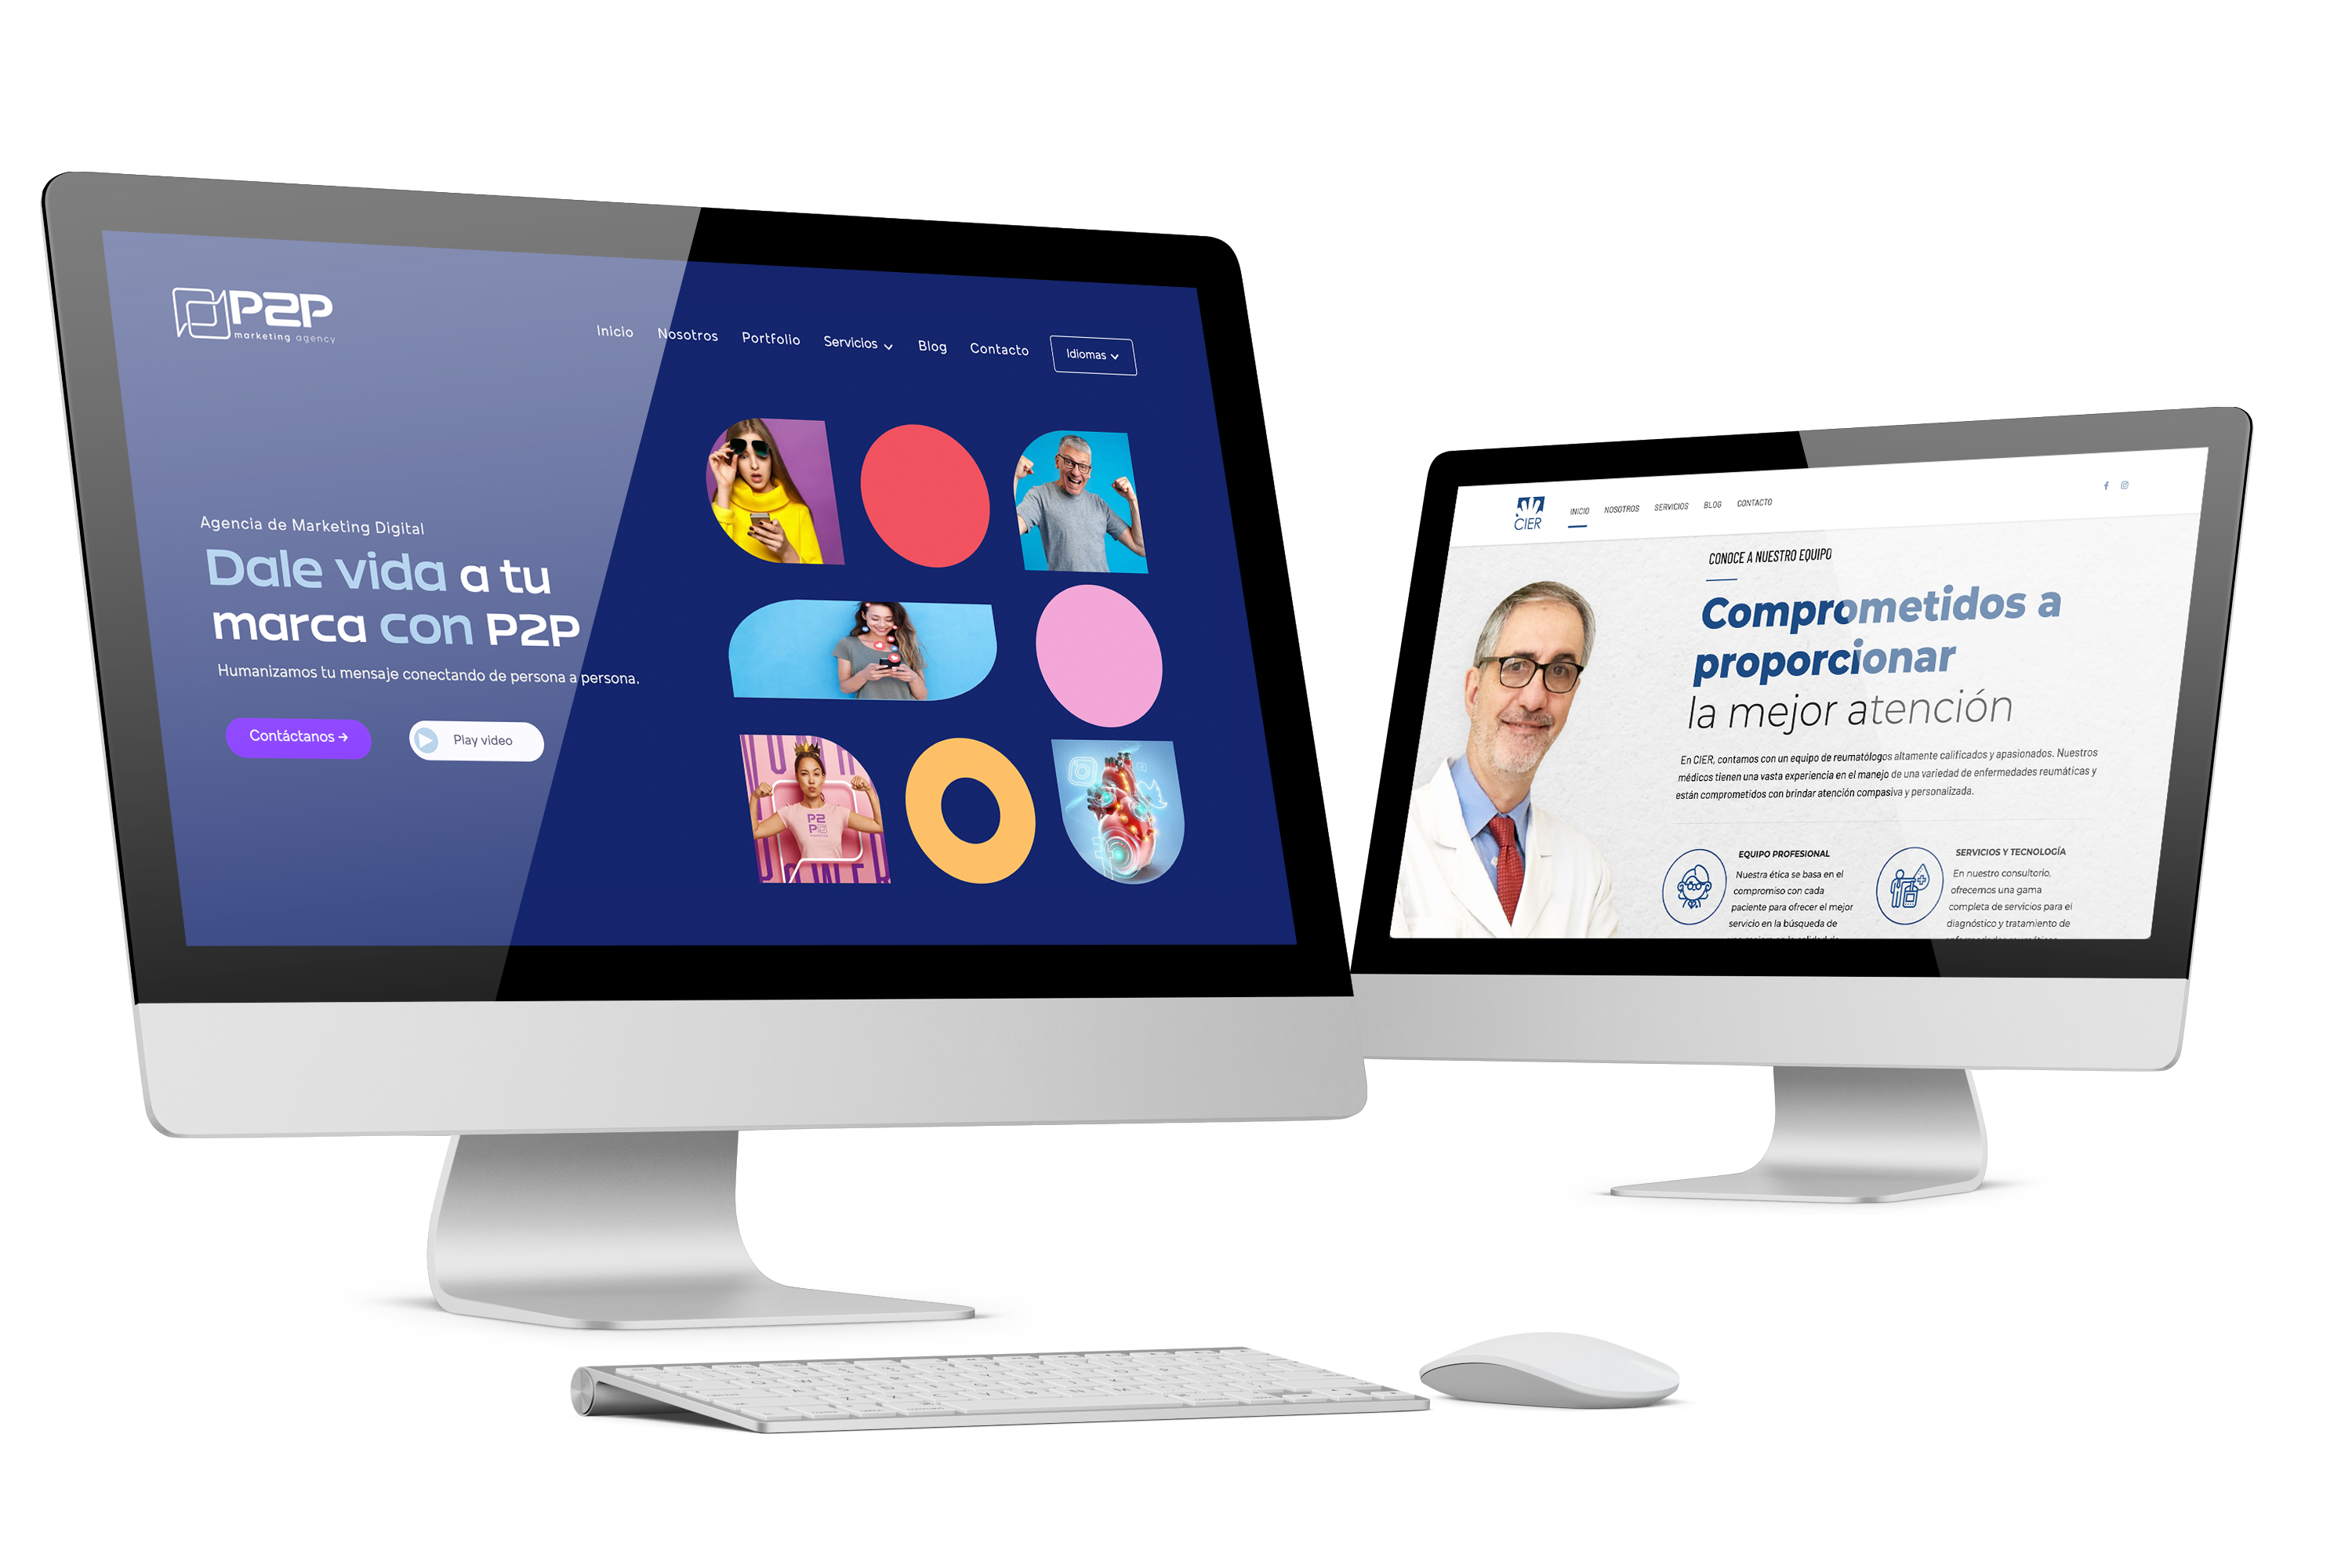 P2P
marketing agency
Inicio
Nosotros
Portfolio
Servicios
Blog
Contacto
Idiomas
Agencia de Marketing Digital
Dale vida a tu
marca con P2P
Humanizamos tu mensaje conectando de persona a persona.
Contáctanos →
Play video
P2
P
CIER
INICIO
NOSOTROS
SERVICIOS
BLOG
CONTACTO
CONOCE A NUESTRO EQUIPO
Comprometidos a
proporcionar
la mejor atención
En CIER, contamos con un equipo de reumatólogos altamente calificados y apasionados. Nuestros
médicos tienen una vasta experiencia en el manejo de una variedad de enfermedades reumáticas y
están comprometidos con brindar atención compasiva y personalizada.
EQUIPO PROFESIONAL
Nuestra ética se basa en el
compromiso con cada
paciente para ofrecer el mejor
servicio en la búsqueda de
SERVICIOS Y TECNOLOGÍA
En nuestro consultorio,
ofrecemos una gama
completa de servicios para el
diagnóstico y tratamiento de